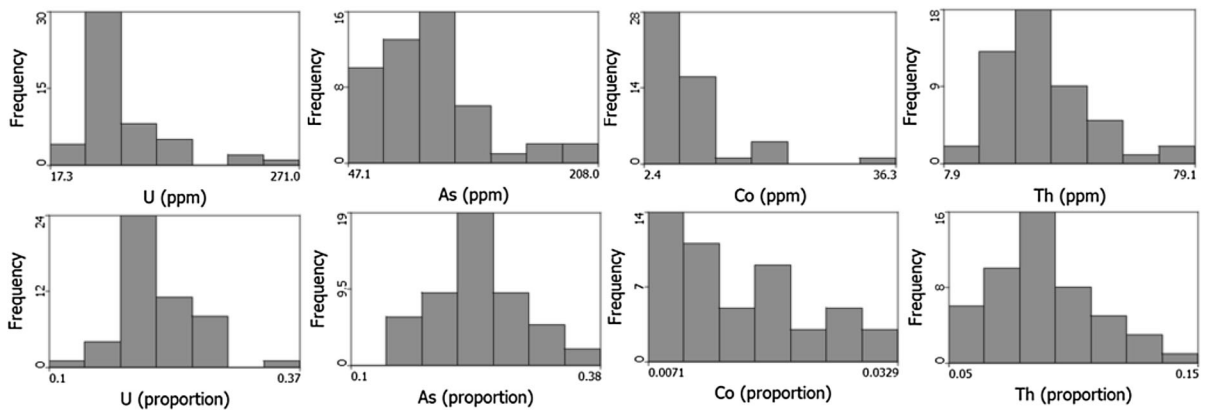 Frequency
30
15
0
17.3
271.0
U (ppm)
Frequency
16
8
0
47.1
208.0
As (ppm)
Frequency
28
14
0
2.4
36.3
Co (ppm)
Frequency
18
9
0
7.9
79.1
Th (ppm)
Frequency
24
12
0
0.1
0.37
U (proportion)
Frequency
19
9.5
0
0.1
0.38
As (proportion)
Frequency
14
7
0
0.0071
0.0329
Co (proportion)
Frequency
16
8
0
0.05
0.15
Th (proportion)